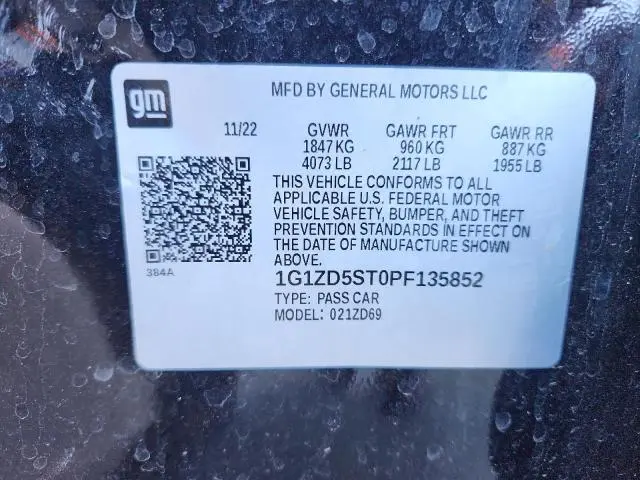 gm
MFD BY GENERAL MOTORS LLC
11/22 GVWR GAWR FRT GAWR RR
1847 KG 960 KG 887 KG
4073 LB 2117 LB 1955 LB
THIS VEHICLE CONFORMS TO ALL
APPLICABLE U.S. FEDERAL MOTOR
VEHICLE SAFETY, BUMPER, AND THEFT
PREVENTION STANDARDS IN EFFECT ON
THE DATE OF MANUFACTURE SHOWN
ABOVE.
384A
1G1ZD5ST0PF135852
TYPE: PASS CAR
MODEL: 021ZD69